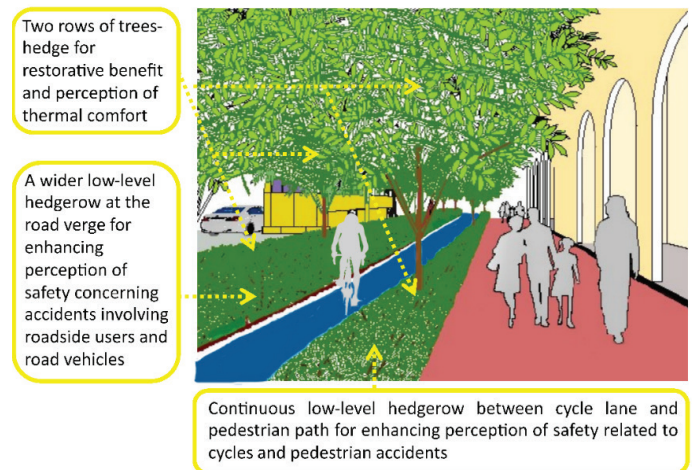 Two rows of trees-
hedge for
restorative benefit
and perception of
thermal comfort
A wider low-level
hedgerow at the
road verge for
enhancing
perception of
safety concerning
accidents involving
roadside users and
road vehicles
Continuous low-level hedgerow between cycle lane and
pedestrian path for enhancing perception of safety related to
cycles and pedestrian accidents